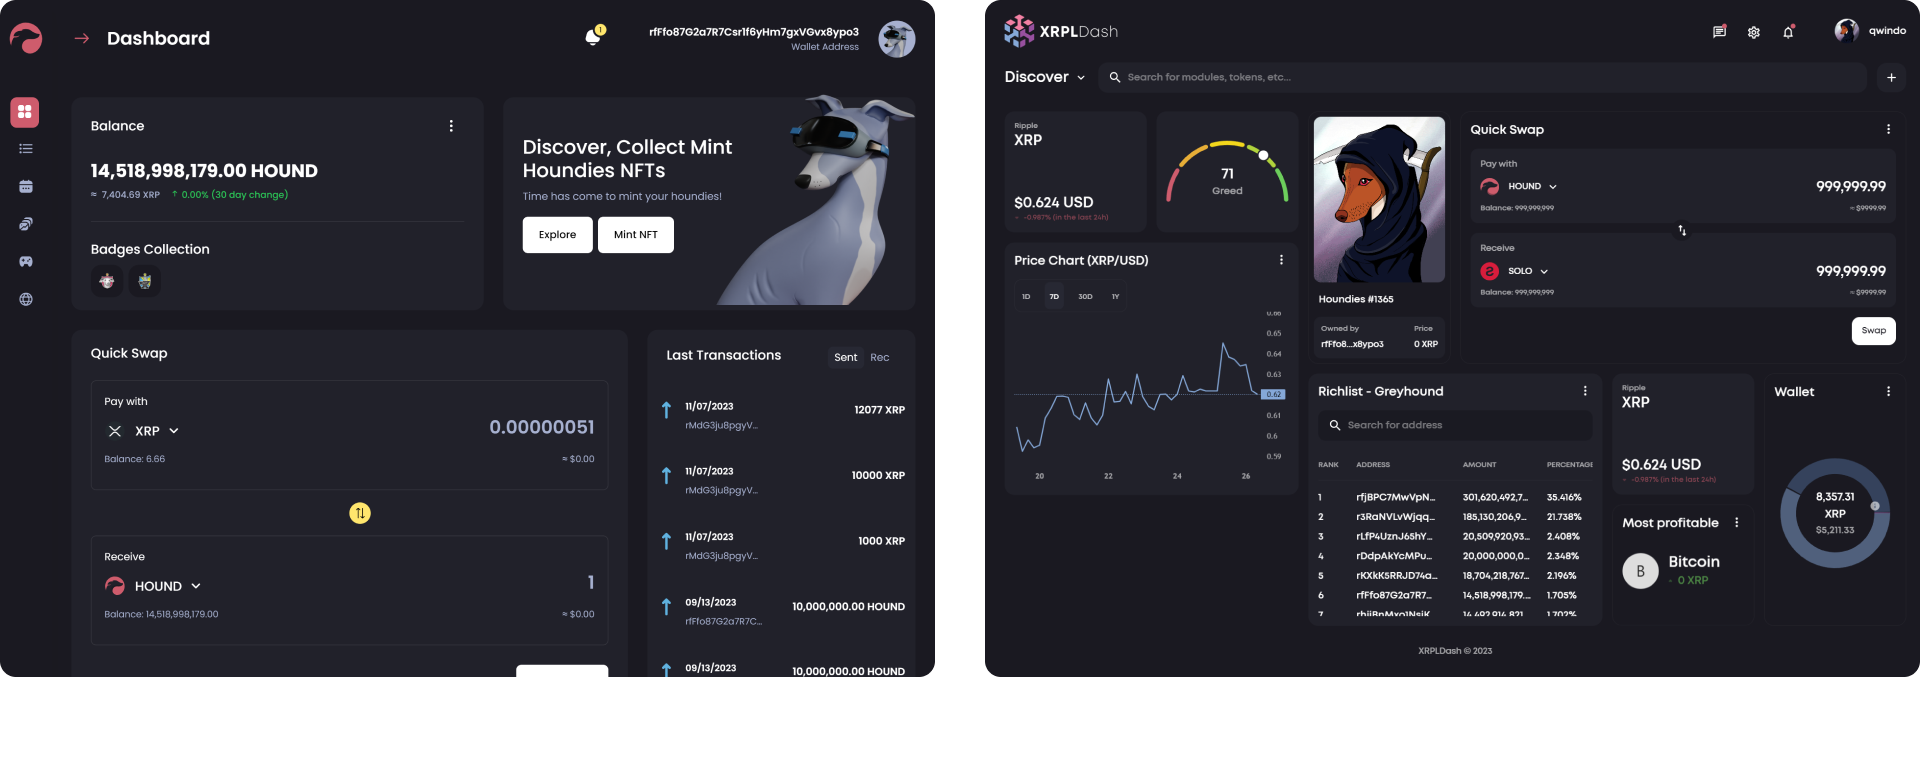 Dashboard
1
rfFfo87G2a7R7Csr1f6yHm7gxVGvx8ypo3
Wallet Address
Balance
14,518,998,179.00 HOUND
≈ 7,404.69 XRP ↑ 0.00% (30 day change)
Badges Collection
Discover, Collect Mint
Houndies NFTs
Time has come to mint your houndies!
Explore
Mint NFT
Quick Swap
Pay with
XRP
0.00000051
Balance: 6.66
≈ $0.00
Receive
HOUND
1
Balance: 14,518,998,179.00
≈ $0.00
Last Transactions
Sent
Rec
11/07/2023
12077 XRP
rMdG3ju8pgyV...
11/07/2023
10000 XRP
rMdG3ju8pgyV...
11/07/2023
1000 XRP
rMdG3ju8pgyV...
09/13/2023
10,000,000.00 HOUND
rfFfo87G2a7R7C...
09/13/2023
10,000,000.00 HOUND
XRPLDash
qwindo
Discover
Search for modules, tokens, etc...
+
Ripple
XRP
$0.624 USD
-0.987% (in the last 24h)
71
Greed
Price Chart (XRP/USD)
1D 7D 30D 1Y
0.66
0.65
0.64
0.63
0.62
0.61
0.6
0.59
20 22 24 26
Houndies #1365
Owned by
Price
rfFfo8...x8ypo3
0 XRP
Quick Swap
Pay with
HOUND
999,999.99
Balance: 999,999,999
≈ $9999.99
Receive
SOLO
999,999.99
Balance: 999,999,999
≈ $9999.99
Swap
Richlist - Greyhound
Search for address
RANK ADDRESS AMOUNT PERCENTAGE
1 rfjBPC7MwVpN... 301,620,492,7... 35.416%
2 r3RaNVLvWjqq... 185,130,206,9... 21.738%
3 rLfP4UznJ65hY... 20,509,920,93... 2.408%
4 rDdpAkYcMPu... 20,000,000,0... 2.348%
5 rKXkK5RRJD74a... 18,704,218,767... 2.196%
6 rfFfo87G2a7R7... 14,518,998,179.... 1.705%
7 14,492,914,821 1.702%
Ripple
XRP
$0.624 USD
-0.987% (in the last 24h)
Most profitable
B
Bitcoin
- 0 XRP
Wallet
8,357.31
XRP
$5,211.33
XRPLDash © 2023